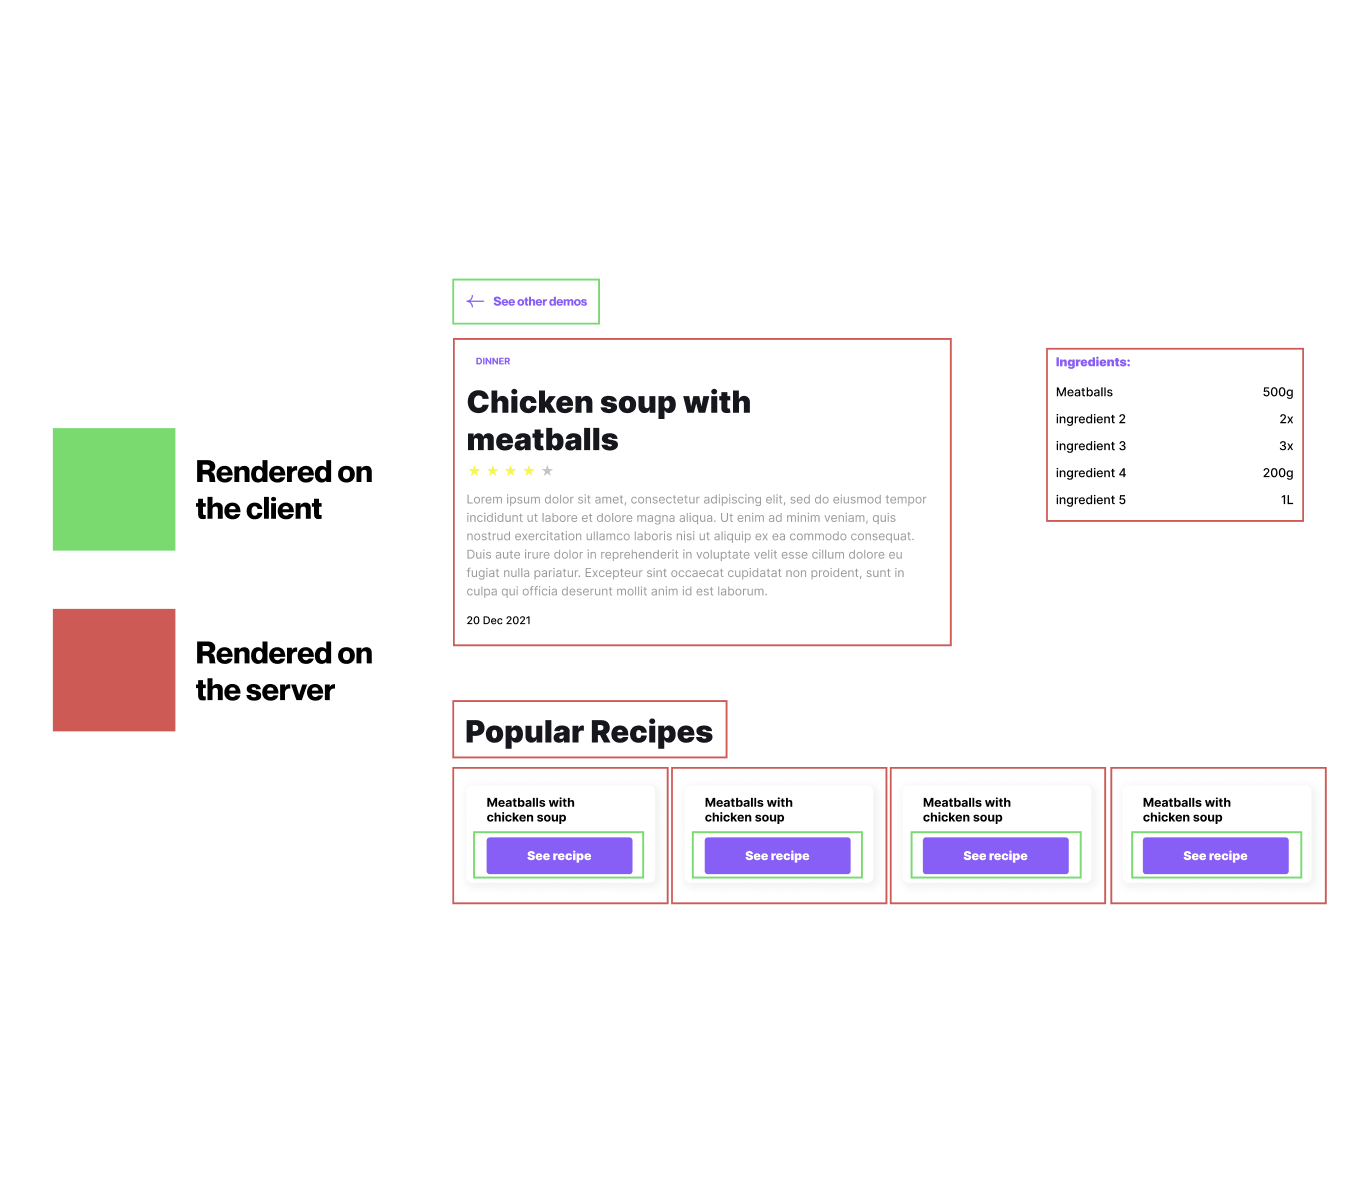 Rendered on
the client
Rendered on
the server
See other demos
DINNER
Chicken soup with
meatballs
Lorem ipsum dolor sit amet, consectetur adipiscing elit, sed do eiusmod tempor
incididunt ut labore et dolore magna aliqua. Ut enim ad minim veniam, quis
nostrud exercitation ullamco laboris nisi ut aliquip ex ea commodo consequat.
Duis aute irure dolor in reprehenderit in voluptate velit esse cillum dolore eu
fugiat nulla pariatur. Excepteur sint occaecat cupidatat non proident, sunt in
culpa qui officia deserunt mollit anim id est laborum.
20 Dec 2021
Ingredients:
Meatballs 500g
ingredient 2 2x
ingredient 3 3x
ingredient 4 200g
ingredient 5 1L
Popular Recipes
Meatballs with
chicken soup
See recipe
Meatballs with
chicken soup
See recipe
Meatballs with
chicken soup
See recipe
Meatballs with
chicken soup
See recipe